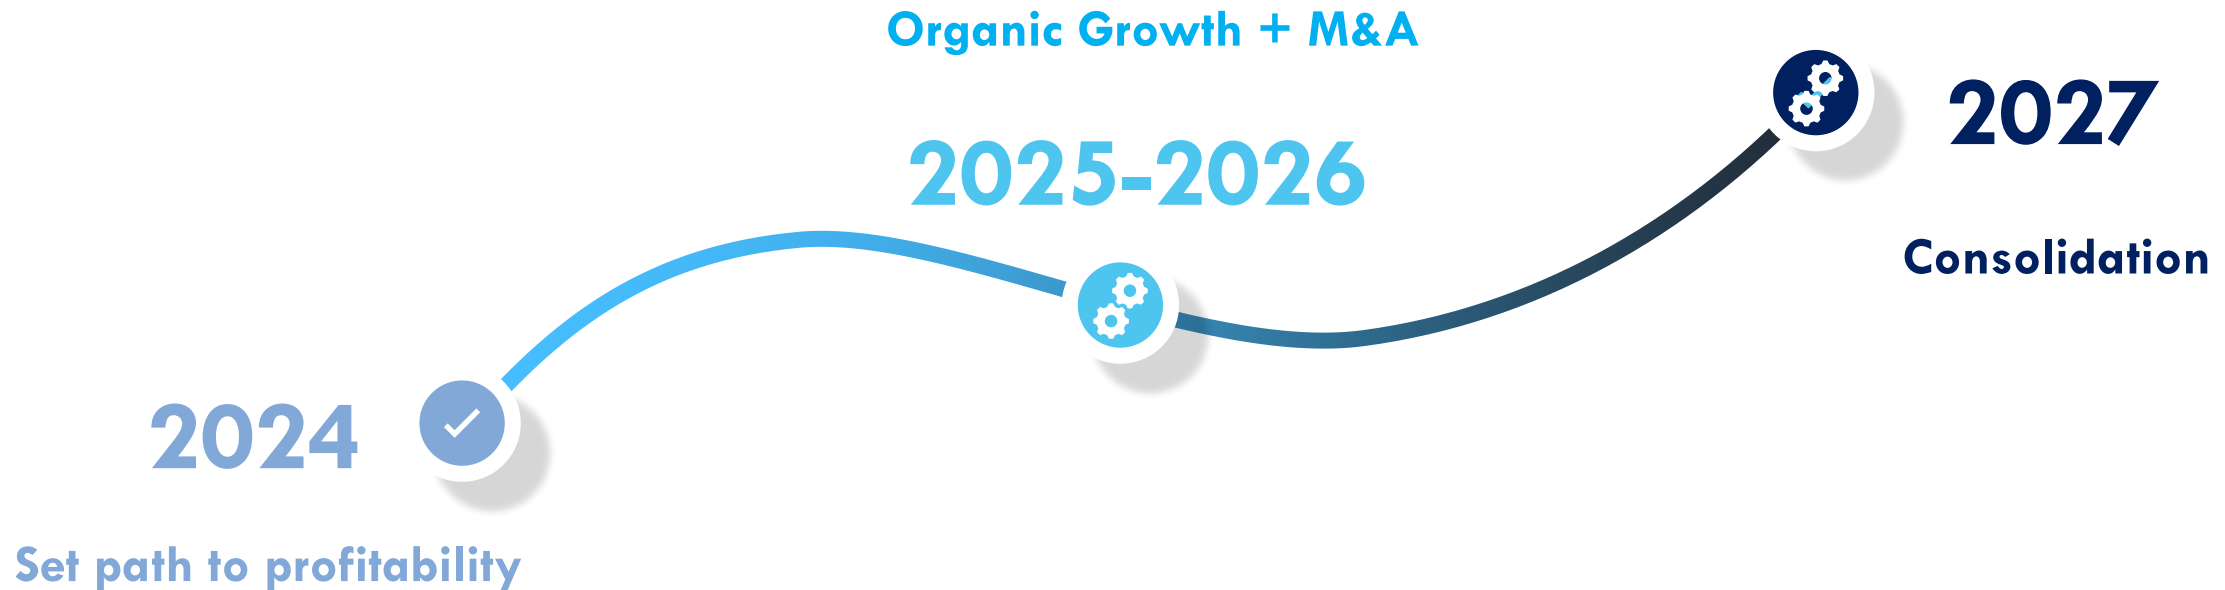 2024
Set path to profitability
Organic Growth + M&A
2025-2026
2027
Consolidation